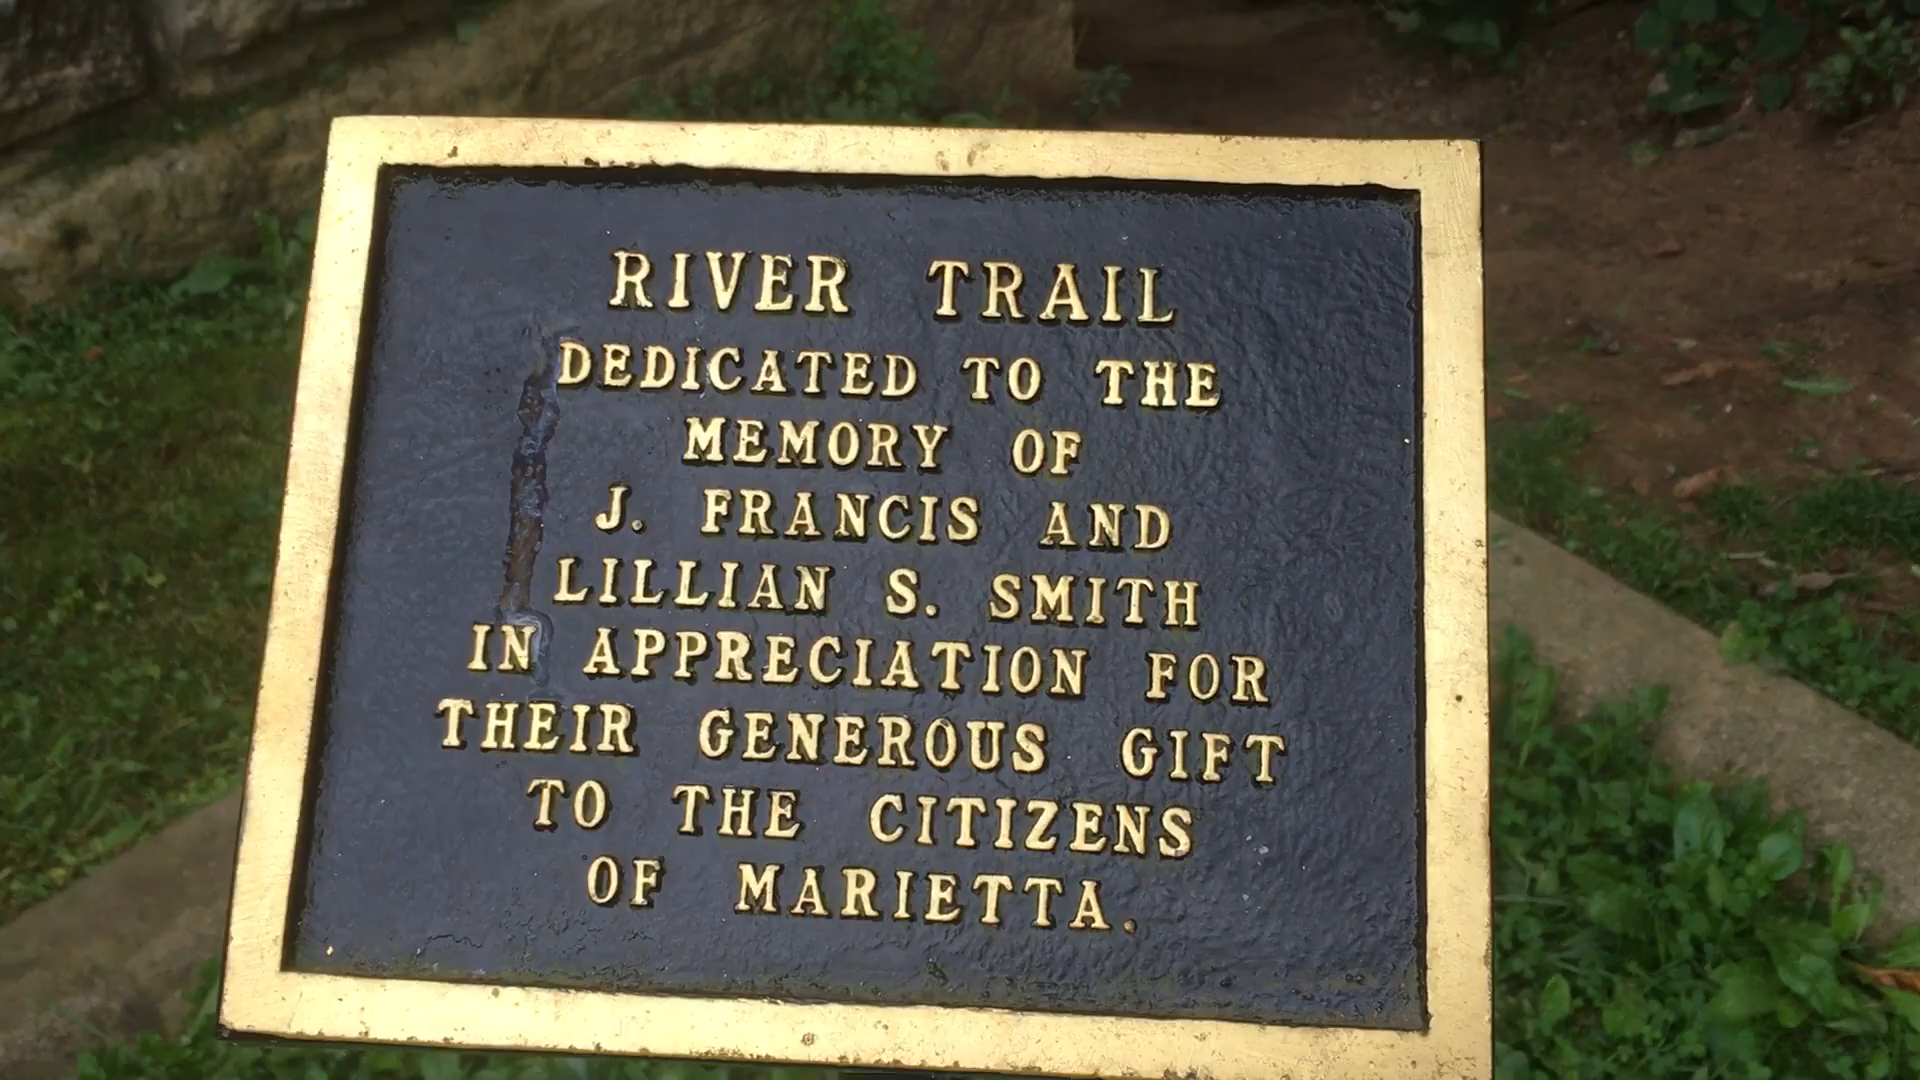 RIVER TRAIL
DEDICATED TO THE
MEMORY OF
J. FRANCIS AND
LILLIAN S. SMITH
IN APPRECIATION FOR
THEIR GENEROUS GIFT
TO THE CITIZENS
OF MARIETTA.